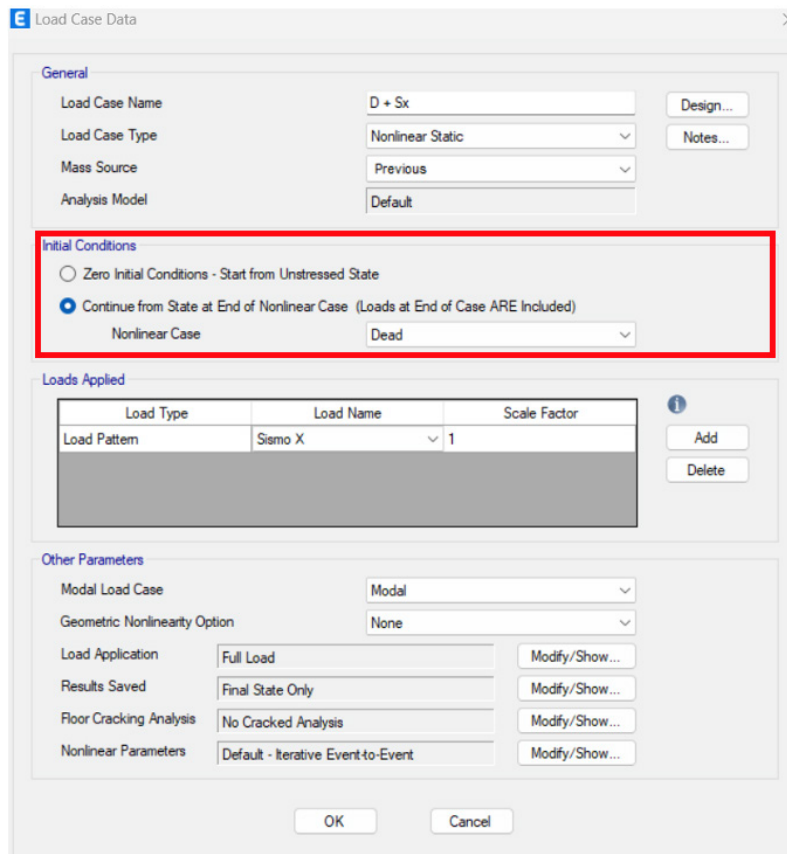 E Load Case Data
General
Load Case Name D + Sx Design...
Load Case Type Nonlinear Static Notes...
Mass Source Previous
Analysis Model Default
Initial Conditions
Zero Initial Conditions - Start from Unstressed State
Continue from State at End of Nonlinear Case (Loads at End of Case ARE Included)
Nonlinear Case Dead
Loads Applied
Load Type Load Name Scale Factor
Load Pattern Sismo X 1 Add
Delete
Other Parameters
Modal Load Case Modal
Geometric Nonlinearity Option None
Load Application Full Load Modify/Show...
Results Saved Final State Only Modify/Show...
Floor Cracking Analysis No Cracked Analysis Modify/Show...
Nonlinear Parameters Default - Iterative Event-to-Event Modify/Show...
OK Cancel